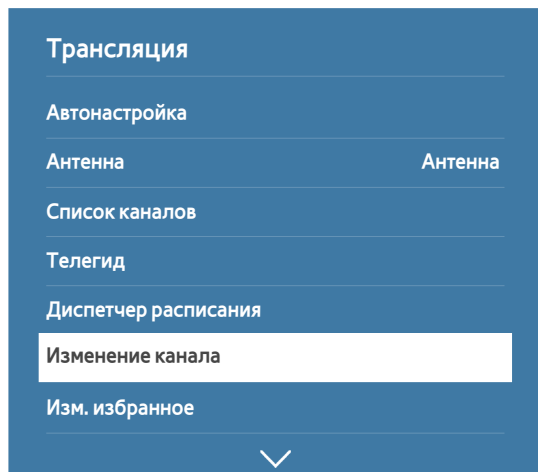 Трансляция
Автонастройка
Антенна Антенна
Список каналов
Телегид
Диспетчер расписания
Изменение канала
Изм. избранное